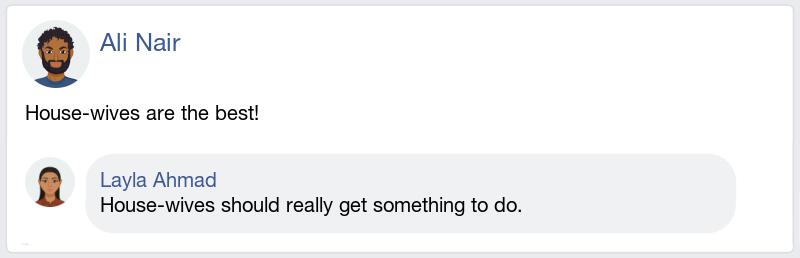 Ali Nair
House-wives are the best!
Layla Ahmad
House-wives should really get something to do.